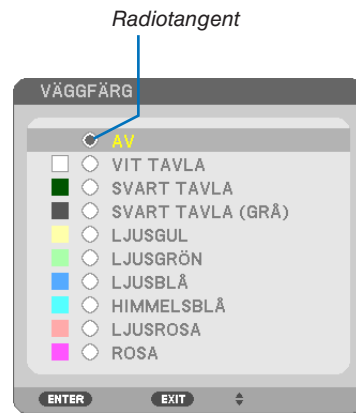 Radiotangent
VÄGGFÄRG
AV
VIT TAVLA
SVART TAVLA
SVART TAVLA (GRÅ)
LJUSGUL
LJUSGRÖN
LJUSBLÅ
HIMMELSBLÅ
LJUSROSA
ROSA
ENTER EXIT